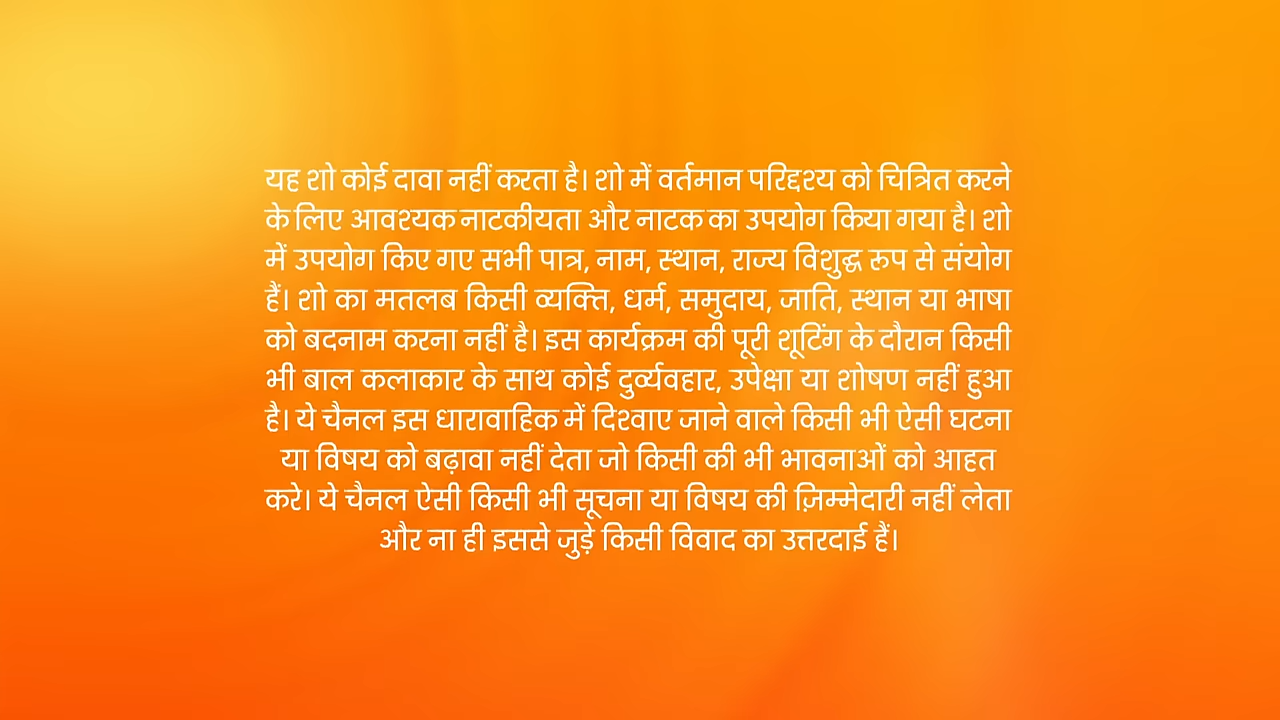 यह शो कोई दावा नहीं करता है। शो में वर्तमान परिद्दश्य को चित्रित करने
के लिए आवश्यक नाटकीयता और नाटक का उपयोग किया गया है। शो
में उपयोग किए गए सभी पात्र, नाम, स्थान, राज्य विशुद्ध रुप से संयोग
हैं। शो का मतलब किसी व्यक्ति, धर्म, समुदाय, जाति, स्थान या भाषा
को बदनाम करना नहीं है। इस कार्यक्रम की पूरी शूटिंग के दौरान किसी
भी बाल कलाकार के साथ कोई दुर्व्यवहार, उपेक्षा या शोषण नहीं हुआ
है। ये चैनल इस धारावाहिक में दिश्वाए जाने वाले किसी भी ऐसी घटना
या विषय को बढ़ावा नहीं देता जो किसी की भी भावनाओं को आहत
करे। ये चैनल ऐसी किसी भी सूचना या विषय की ज़िम्मेदारी नहीं लेता
और ना ही इससे जुड़े किसी विवाद का उत्तरदाई हैं।